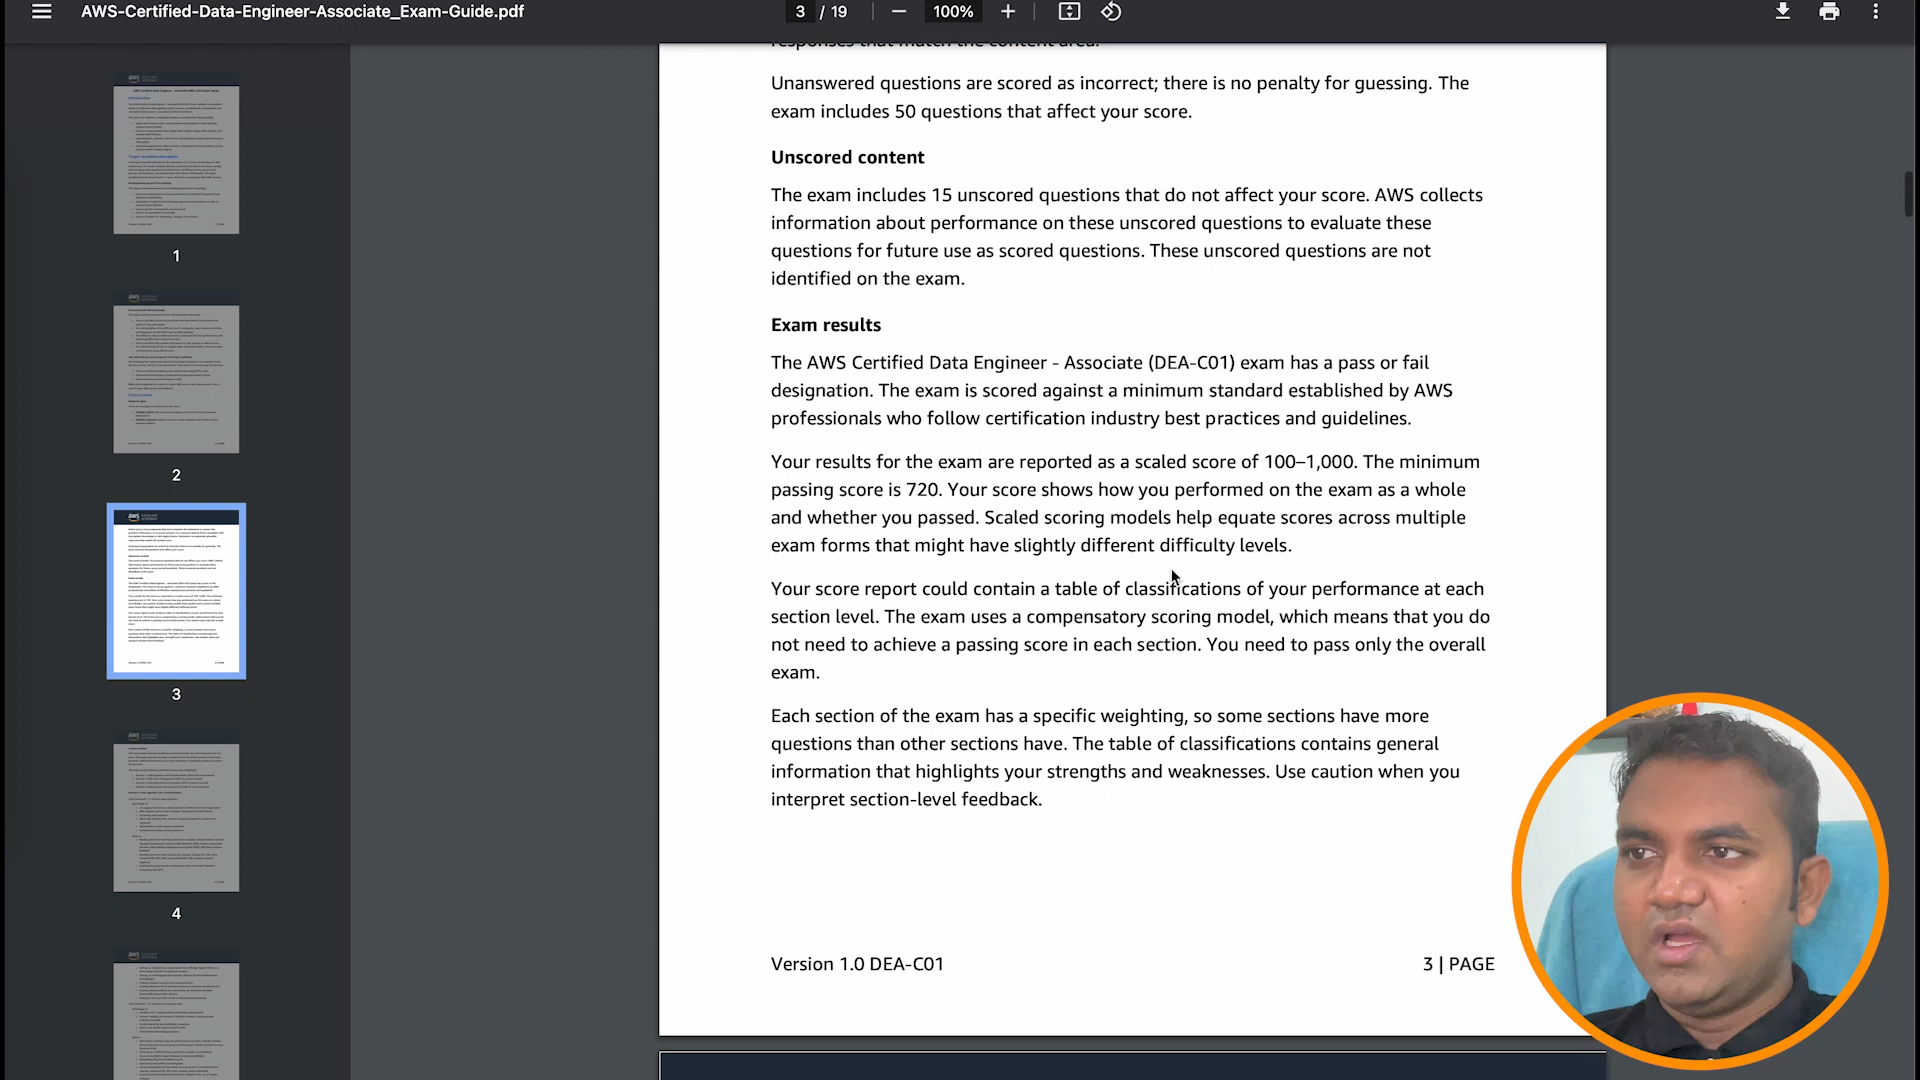 AWS-Certified-Data-Engineer-Associate_Exam-Guide.pdf
3 / 19
100%
responses that match the content area.
Unanswered questions are scored as incorrect; there is no penalty for guessing. The
exam includes 50 questions that affect your score.
Unscored content
The exam includes 15 unscored questions that do not affect your score. AWS collects
information about performance on these unscored questions to evaluate these
questions for future use as scored questions. These unscored questions are not
identified on the exam.
Exam results
The AWS Certified Data Engineer - Associate (DEA-C01) exam has a pass or fail
designation. The exam is scored against a minimum standard established by AWS
professionals who follow certification industry best practices and guidelines.
Your results for the exam are reported as a scaled score of 100–1,000. The minimum
passing score is 720. Your score shows how you performed on the exam as a whole
and whether you passed. Scaled scoring models help equate scores across multiple
exam forms that might have slightly different difficulty levels.
Your score report could contain a table of classifications of your performance at each
section level. The exam uses a compensatory scoring model, which means that you do
not need to achieve a passing score in each section. You need to pass only the overall
exam.
Each section of the exam has a specific weighting, so some sections have more
questions than other sections have. The table of classifications contains general
information that highlights your strengths and weaknesses. Use caution when you
interpret section-level feedback.
Version 1.0 DEA-C01
3 | PAGE
1
2
3
4